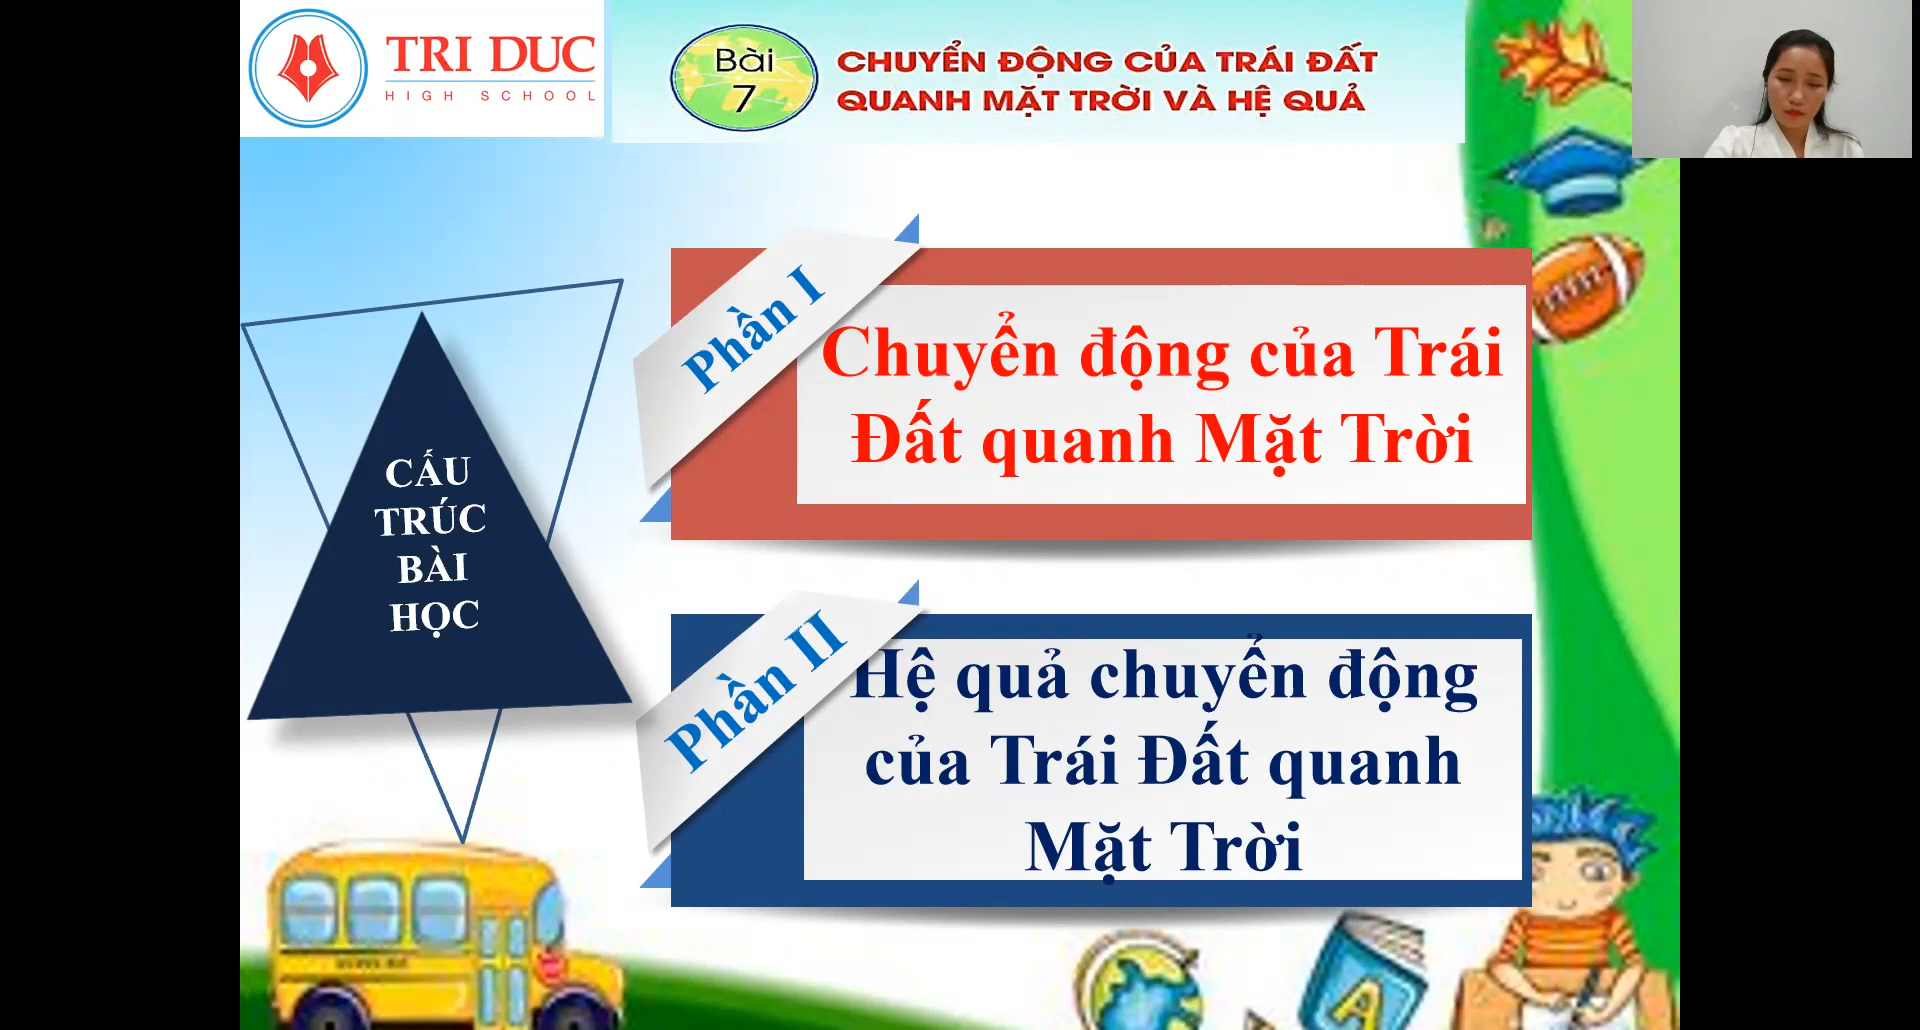 TRI DUC
HIGH SCHOOL
Bài
7
CHUYỂN ĐỘNG CỦA TRÁI ĐẤT
QUANH MẶT TRỜI VÀ HỆ QUẢ
CẤU
TRÚC
BÀI
HỌC
Phần I
Chuyển động của Trái
Đất quanh Mặt Trời
Phần II
Hệ quả chuyển động
của Trái Đất quanh
Mặt Trời
A